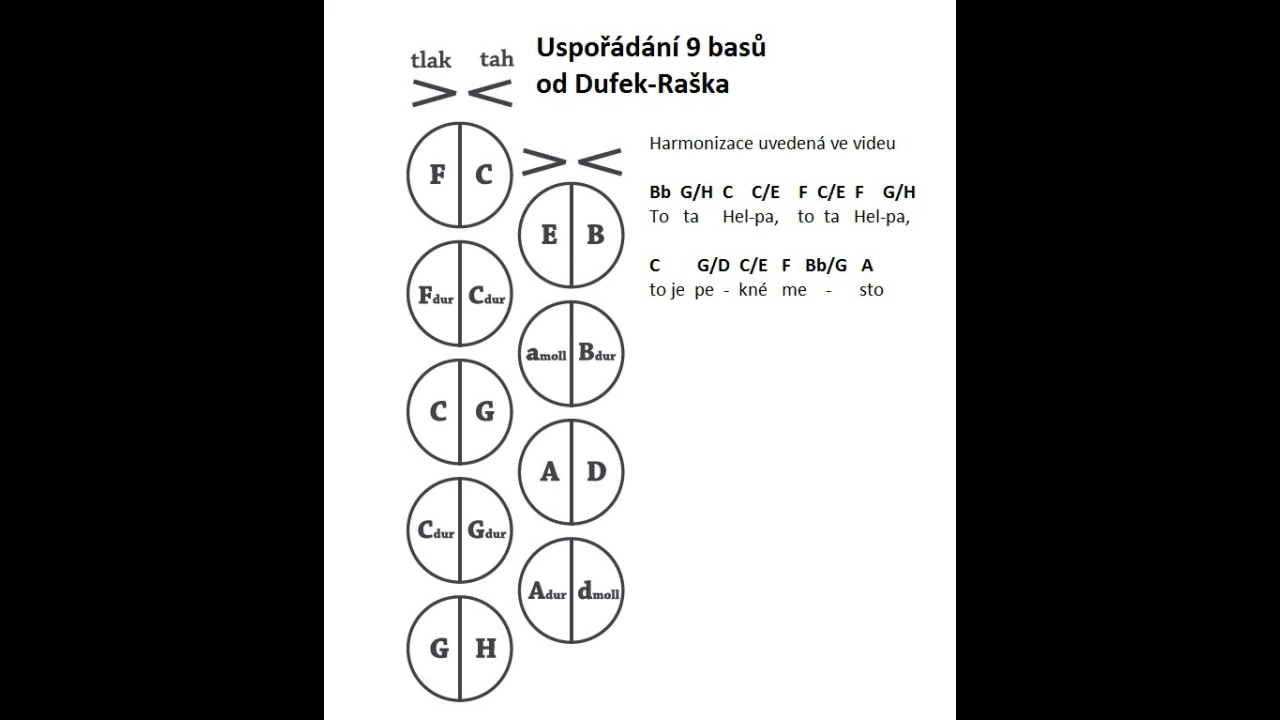 tlak tah
Uspořádání 9 basů
od Dufek-Raška
F C
E B
Fdur Cdur
amoll Bdur
C G
A D
Cdur Gdur
Adur dmoll
G H
Harmonizace uvedená ve videu
Bb G/H C C/E F C/E F G/H
To ta Hel-pa, to ta Hel-pa,
C G/D C/E F Bb/G A
to je pe - kné me - sto